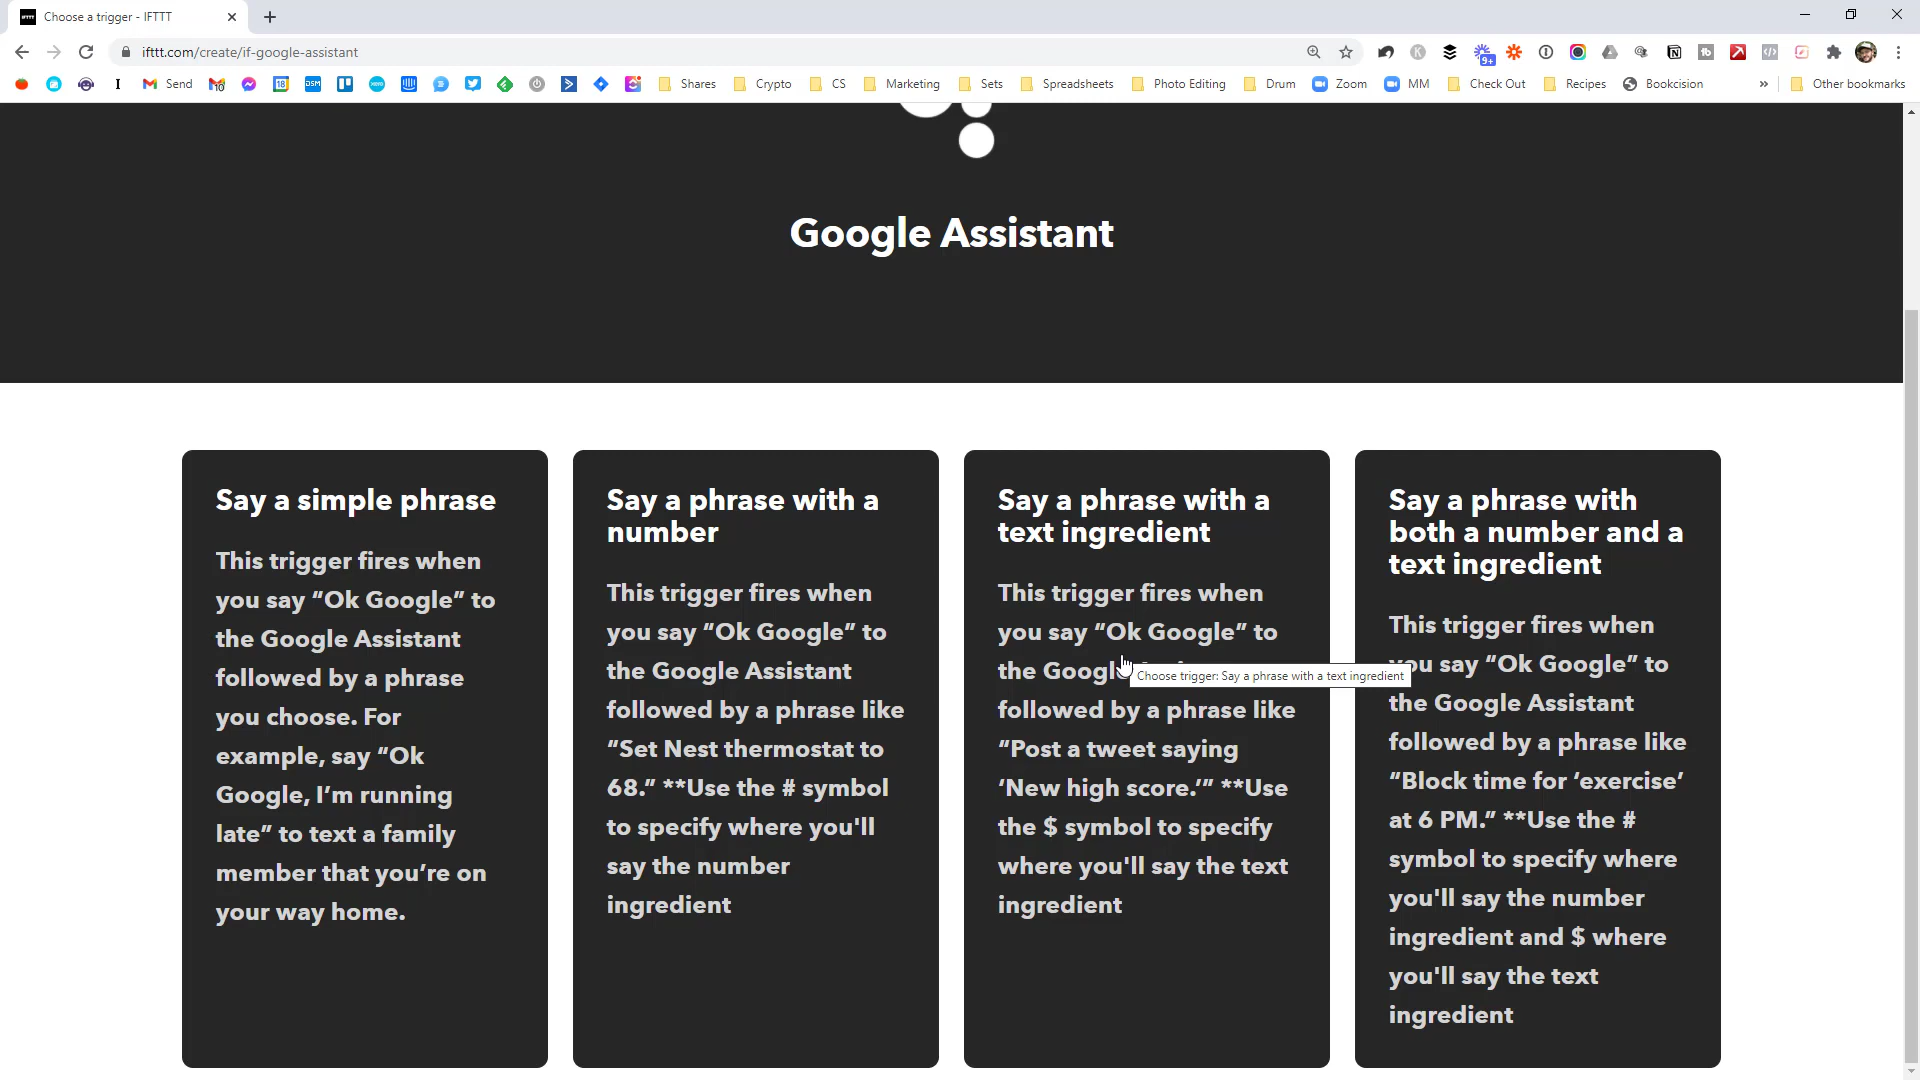 Choose a trigger - IFTTT
ifttt.com/create/if-google-assistant
Send
Shares
Crypto
CS
Marketing
Sets
Spreadsheets
Photo Editing
Drum
Zoom
MM
Check Out
Recipes
Bookcision
»
Other bookmarks
Google Assistant
Say a simple phrase
This trigger fires when
you say “Ok Google” to
the Google Assistant
followed by a phrase
you choose. For
example, say “Ok
Google, I’m running
late” to text a family
member that you’re on
your way home.
Say a phrase with a
number
This trigger fires when
you say “Ok Google” to
the Google Assistant
followed by a phrase like
“Set Nest thermostat to
68.” **Use the # symbol
to specify where you'll
say the number
ingredient
Say a phrase with a
text ingredient
This trigger fires when
you say “Ok Google” to
the Googl
followed by a phrase like
“Post a tweet saying
‘New high score.’” **Use
the $ symbol to specify
where you'll say the text
ingredient
Choose trigger: Say a phrase with a text ingredient
Say a phrase with
both a number and a
text ingredient
This trigger fires when
you say “Ok Google” to
the Google Assistant
followed by a phrase like
“Block time for ‘exercise’
at 6 PM.” **Use the #
symbol to specify where
you'll say the number
ingredient and $ where
you'll say the text
ingredient